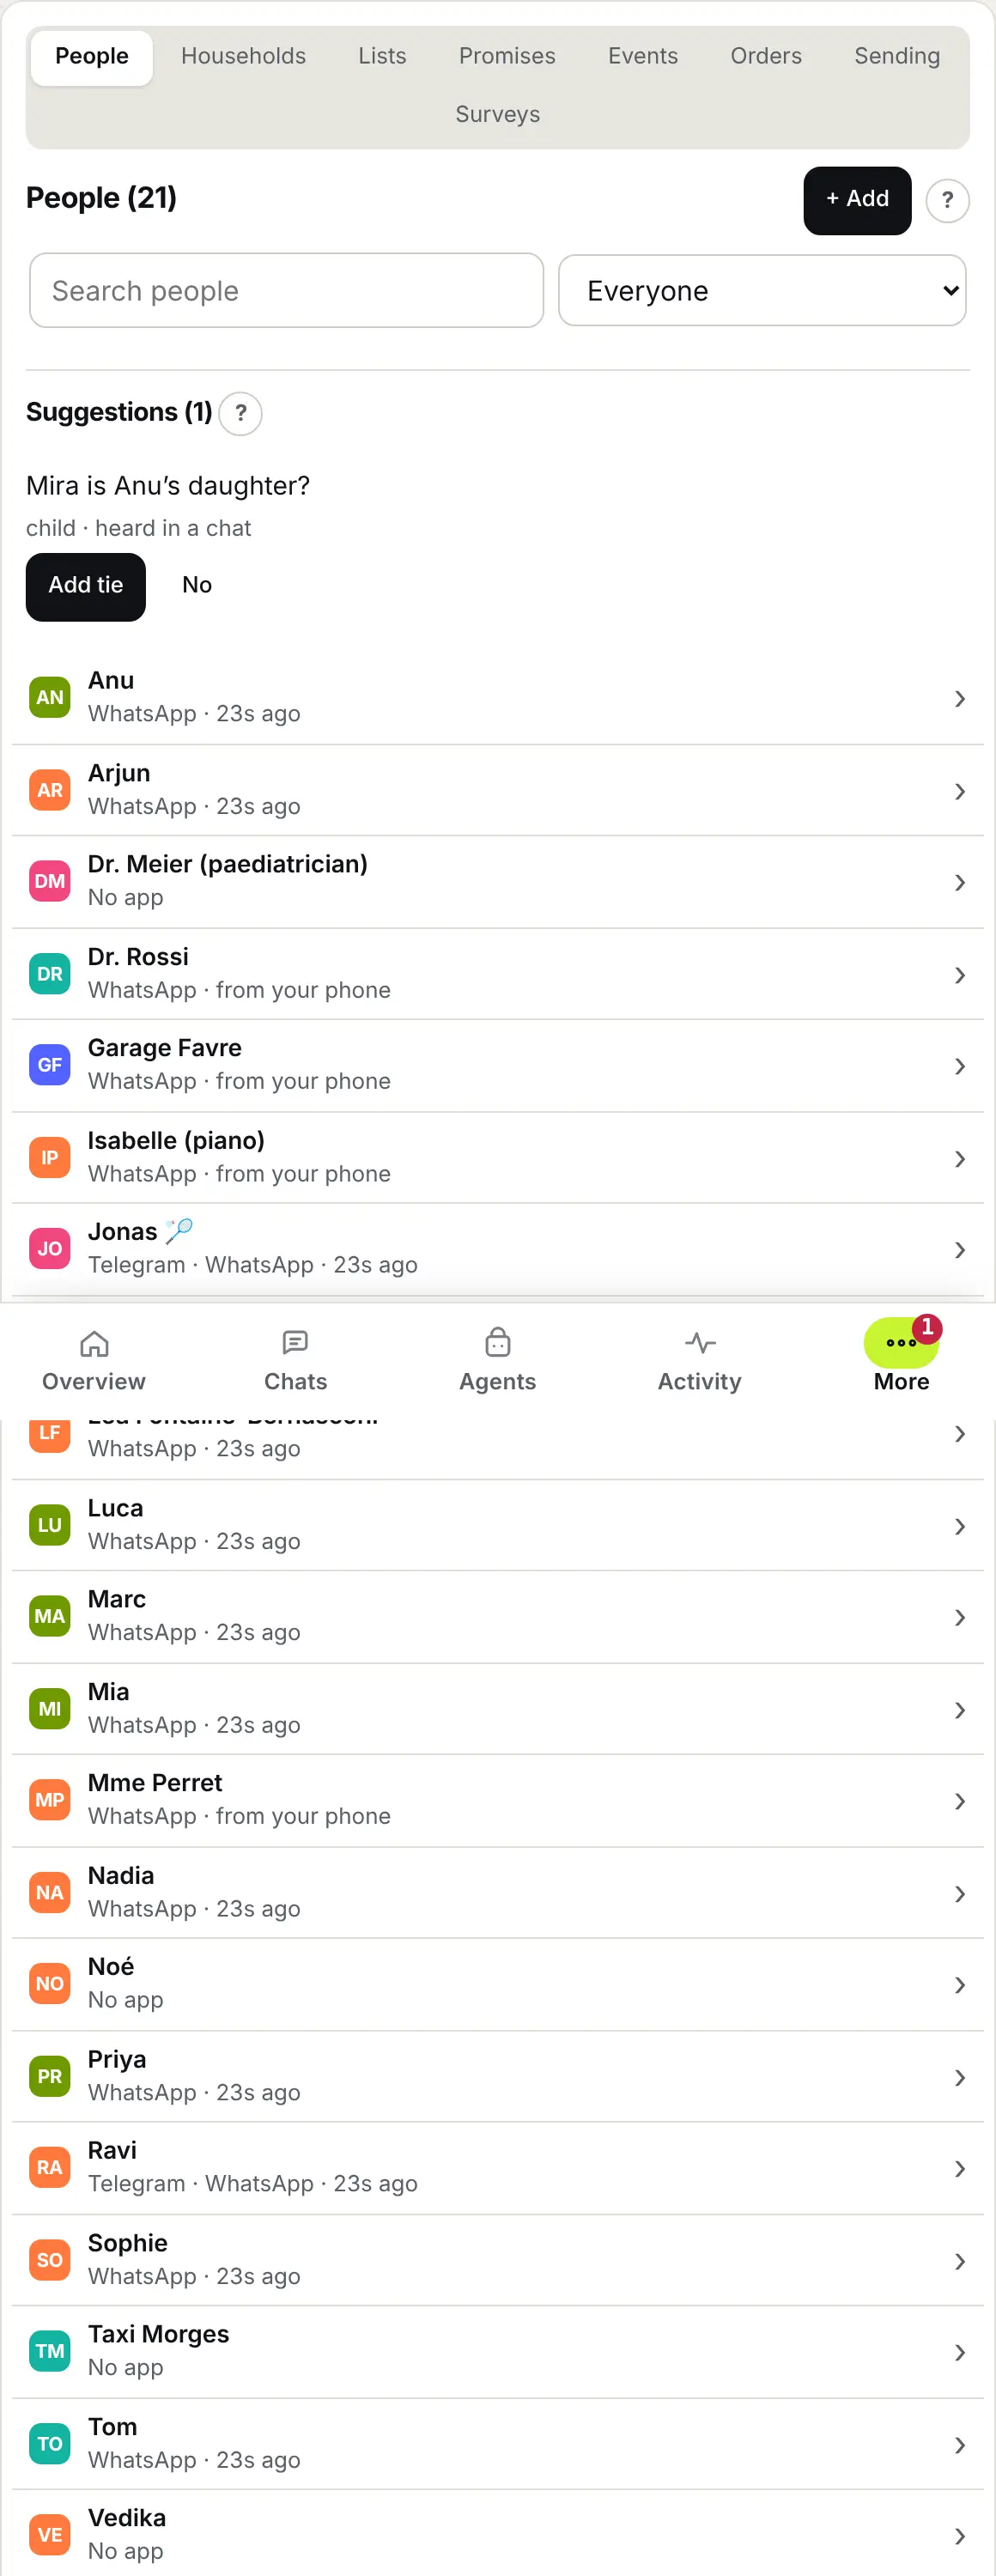 People
Households
Lists
Promises
Events
Orders
Sending
Surveys
People (21)
+ Add
?
Search people
Everyone
Suggestions (1)
?
Mira is Anu’s daughter?
child · heard in a chat
Add tie
No
AN
Anu
WhatsApp · 23s ago
AR
Arjun
WhatsApp · 23s ago
DM
Dr. Meier (paediatrician)
No app
DR
Dr. Rossi
WhatsApp · from your phone
GF
Garage Favre
WhatsApp · from your phone
IP
Isabelle (piano)
WhatsApp · from your phone
JO
Jonas 🏸
Telegram · WhatsApp · 23s ago
1
Overview
Chats
Agents
Activity
More
LF
WhatsApp · 23s ago
LU
Luca
WhatsApp · 23s ago
MA
Marc
WhatsApp · 23s ago
MI
Mia
WhatsApp · 23s ago
MP
Mme Perret
WhatsApp · from your phone
NA
Nadia
WhatsApp · 23s ago
NO
Noé
No app
PR
Priya
WhatsApp · 23s ago
RA
Ravi
Telegram · WhatsApp · 23s ago
SO
Sophie
WhatsApp · 23s ago
TM
Taxi Morges
No app
TO
Tom
WhatsApp · 23s ago
VE
Vedika
No app